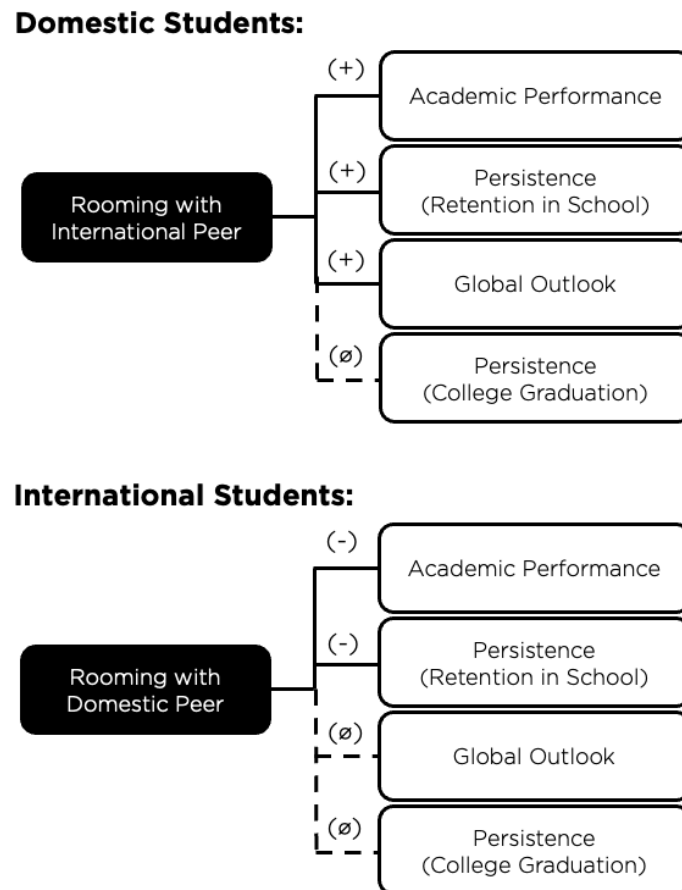 Domestic Students:
(+)
Academic Performance
(+)
Persistence
(Retention in School)
Rooming with
International Peer
(+)
Global Outlook
(ø)
Persistence
(College Graduation)
International Students:
(-)
Academic Performance
(-)
Persistence
(Retention in School)
Rooming with
Domestic Peer
(ø)
Global Outlook
(ø)
Persistence
(College Graduation)